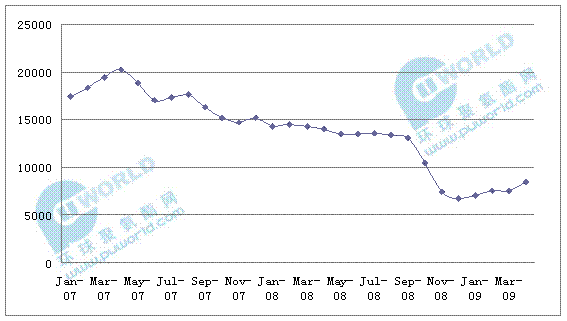 25000
20000
15000
10000
5000
0
Jan-07
Mar-07
May-07
Jul-07
Sep-07
Nov-07
Jan-08
Mar-08
May-08
Jul-08
Sep-08
Nov-08
Jan-09
Mar-09
UWORLD
环球聚氨酯网
www.puworld.com
UWORLD
环球聚氨酯网
www.puworld.com